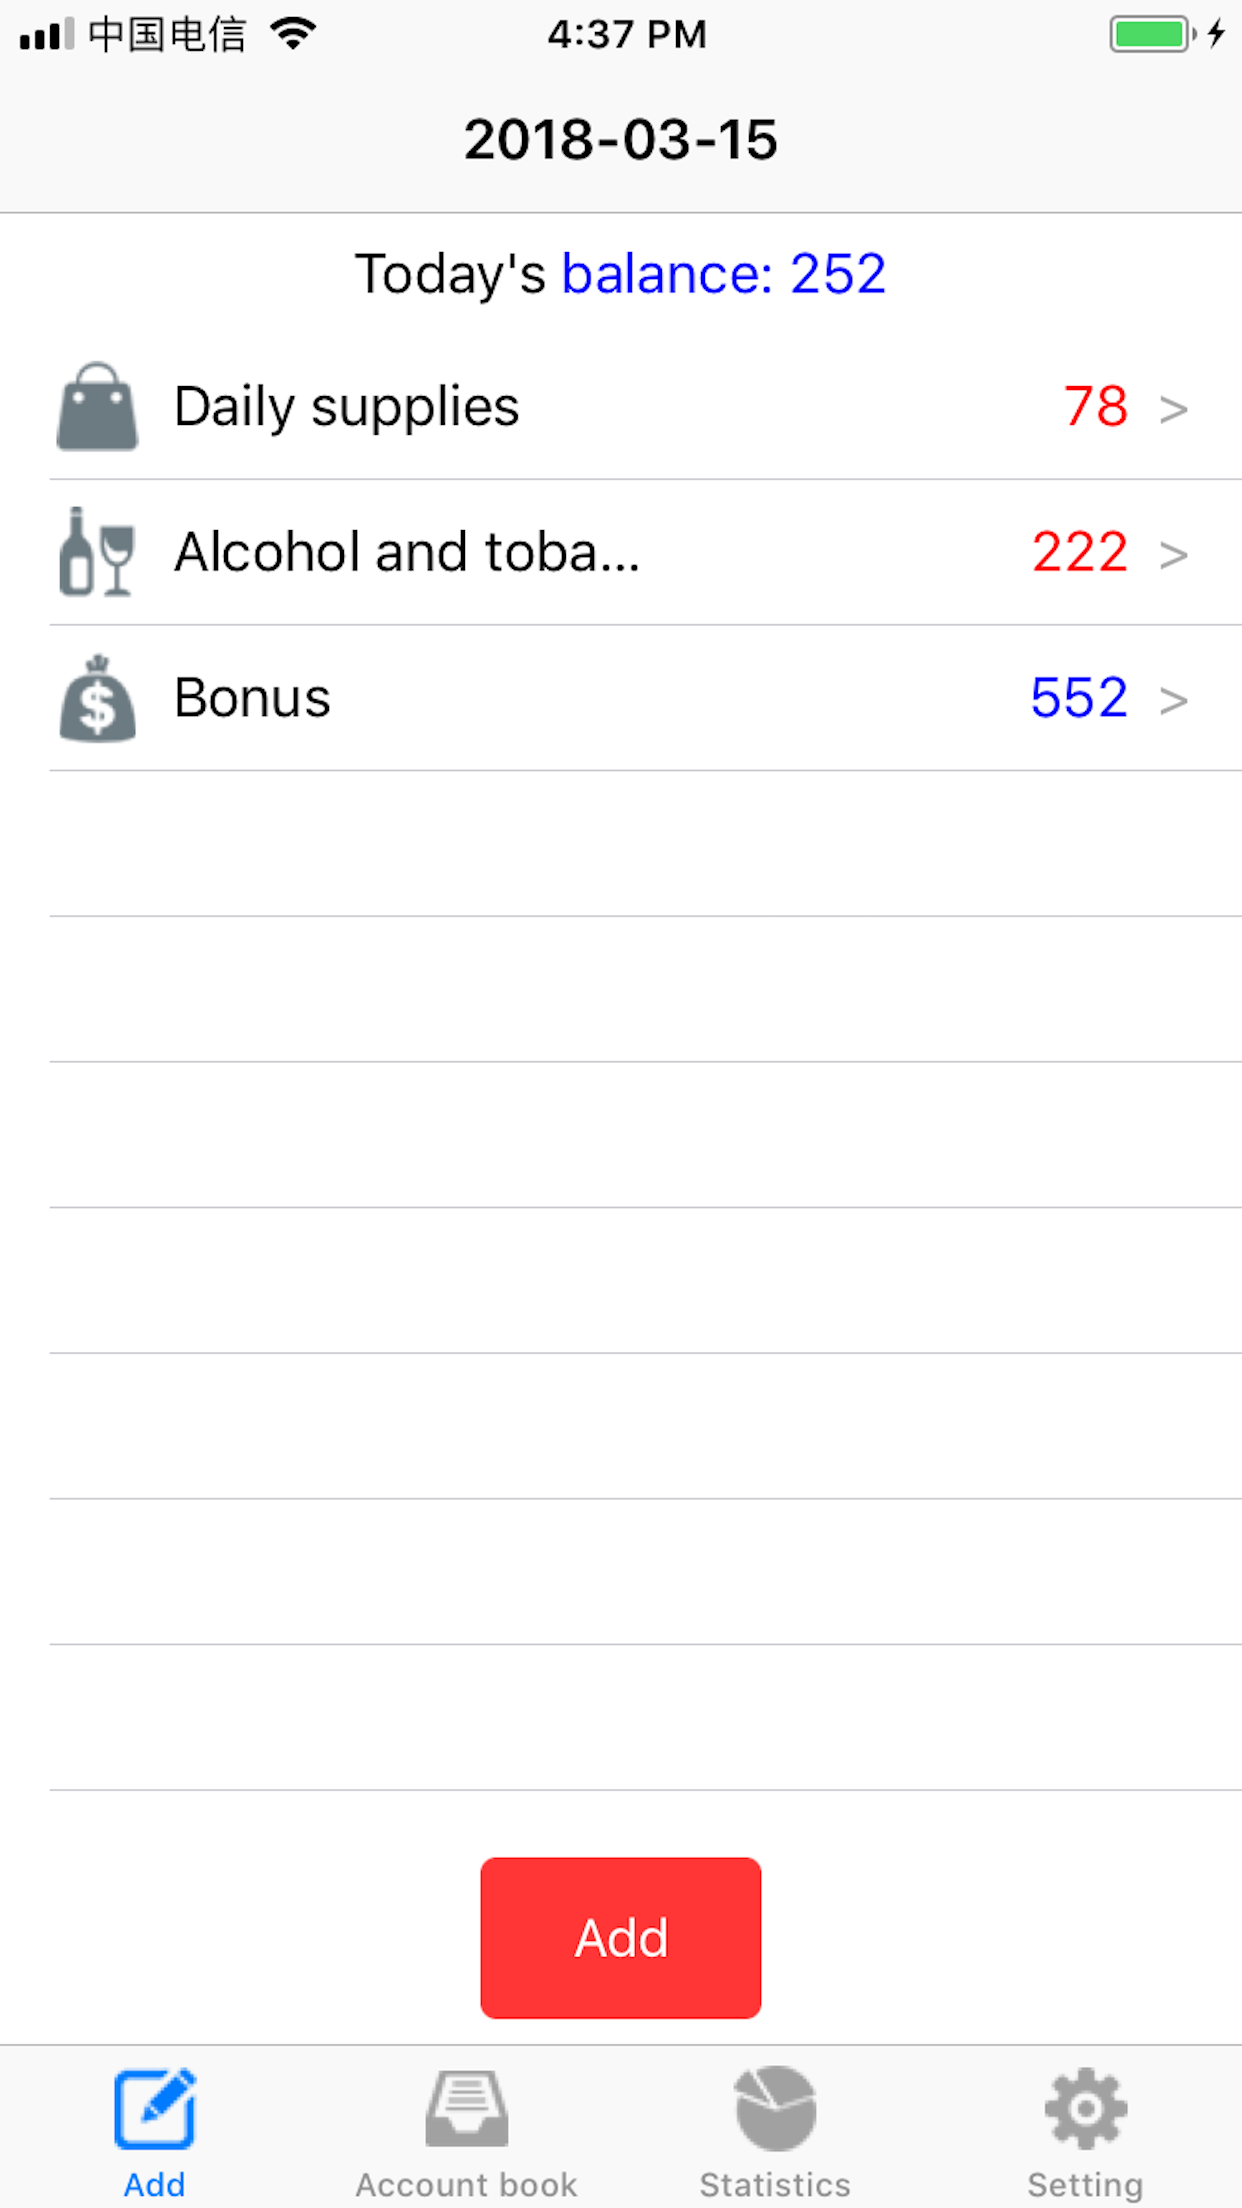 中国电信 4:37 PM
2018-03-15
Today's balance: 252
Daily supplies 78 >
Alcohol and toba... 222 >
$ Bonus 552 >
Add
Add Account book Statistics Setting